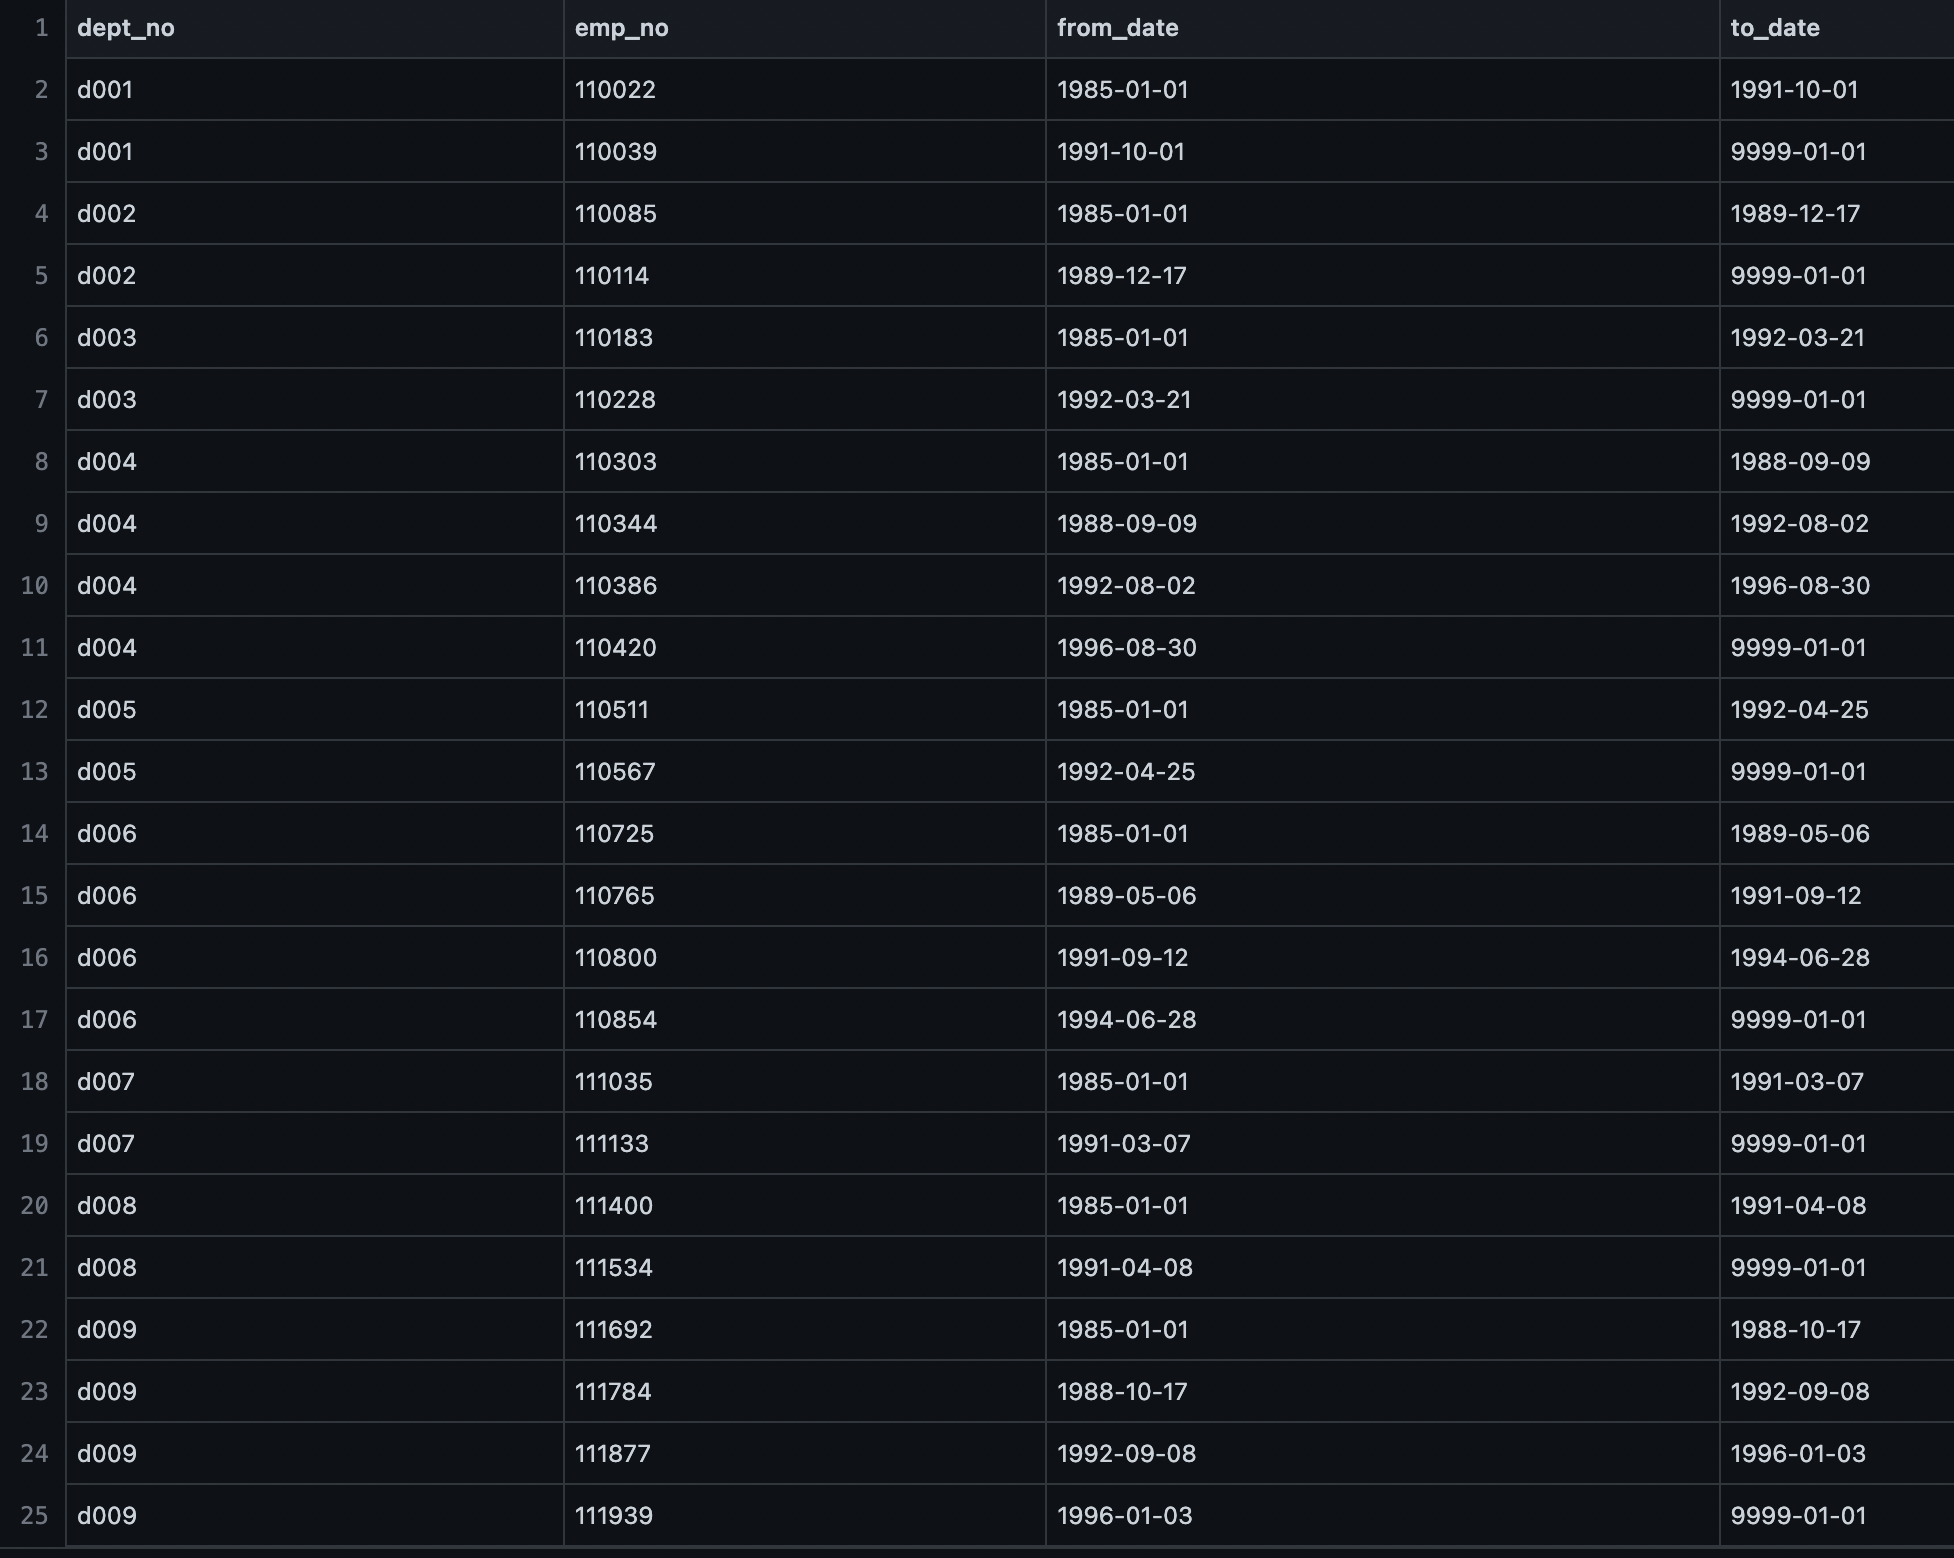 1 dept_no emp_no from_date to_date
2 d001 110022 1985-01-01 1991-10-01
3 d001 110039 1991-10-01 9999-01-01
4 d002 110085 1985-01-01 1989-12-17
5 d002 110114 1989-12-17 9999-01-01
6 d003 110183 1985-01-01 1992-03-21
7 d003 110228 1992-03-21 9999-01-01
8 d004 110303 1985-01-01 1988-09-09
9 d004 110344 1988-09-09 1992-08-02
10 d004 110386 1992-08-02 1996-08-30
11 d004 110420 1996-08-30 9999-01-01
12 d005 110511 1985-01-01 1992-04-25
13 d005 110567 1992-04-25 9999-01-01
14 d006 110725 1985-01-01 1989-05-06
15 d006 110765 1989-05-06 1991-09-12
16 d006 110800 1991-09-12 1994-06-28
17 d006 110854 1994-06-28 9999-01-01
18 d007 111035 1985-01-01 1991-03-07
19 d007 111133 1991-03-07 9999-01-01
20 d008 111400 1985-01-01 1991-04-08
21 d008 111534 1991-04-08 9999-01-01
22 d009 111692 1985-01-01 1988-10-17
23 d009 111784 1988-10-17 1992-09-08
24 d009 111877 1992-09-08 1996-01-03
25 d009 111939 1996-01-03 9999-01-01